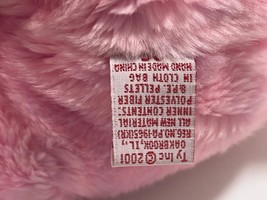 Ty Inc © 2001
OAKBROOK, IL.,
REG.NO.PA-1965(KR)
ALL NEW MATERIAL
INNER CONTENTS:
POLYESTER FIBER
& P.E. PELLETS
IN CLOTH BAG
HAND MADE IN CHINA